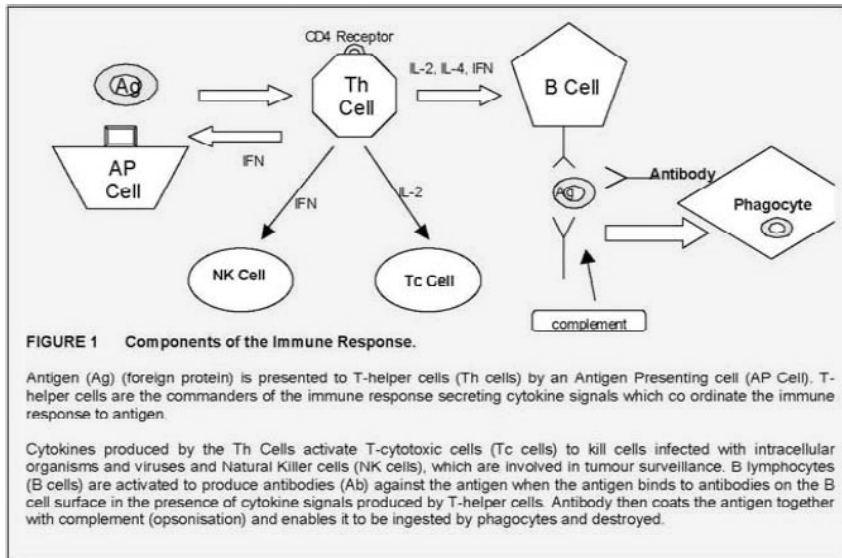 CD4 Receptor
Ag
Th
Cell
IL-2, IL-4, IFN
B Cell
IFN
AP
Cell
IFN
IL-2
Antibody
Ag
Phagocyte
NK Cell
Tc Cell
complement
FIGURE 1 Components of the Immune Response.
Antigen (Ag) (foreign protein) is presented to T-helper cells (Th cells) by an Antigen Presenting cell (AP Cell). T-
helper cells are the commanders of the immune response secreting cytokine signals which co ordinate the immune
response to antigen.
Cytokines produced by the Th Cells activate T-cytotoxic cells (Tc cells) to kill cells infected with intracellular
organisms and viruses and Natural Killer cells (NK cells), which are involved in tumour surveillance. B lymphocytes
(B cells) are activated to produce antibodies (Ab) against the antigen when the antigen binds to antibodies on the B
cell surface in the presence of cytokine signals produced by T-helper cells. Antibody then coats the antigen together
with complement (opsonisation) and enables it to be ingested by phagocytes and destroyed.